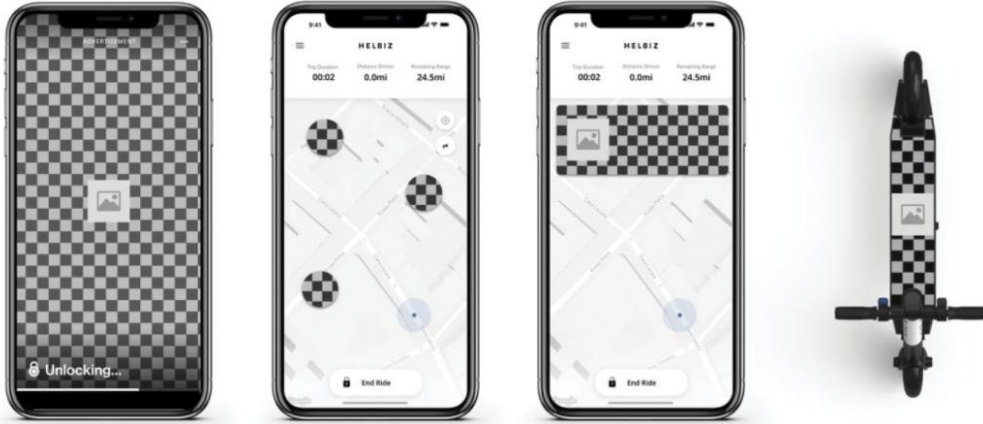 ADVERTISEMENT
Unlocking...
9:41
HELBIZ
Trip Duration Distance Driven Remaining Range
00:02 0.0mi 24.5mi
End Ride
9:41
HELBIZ
Trip Duration Distance Driven Remaining Range
00:02 0.0mi 24.5mi
End Ride